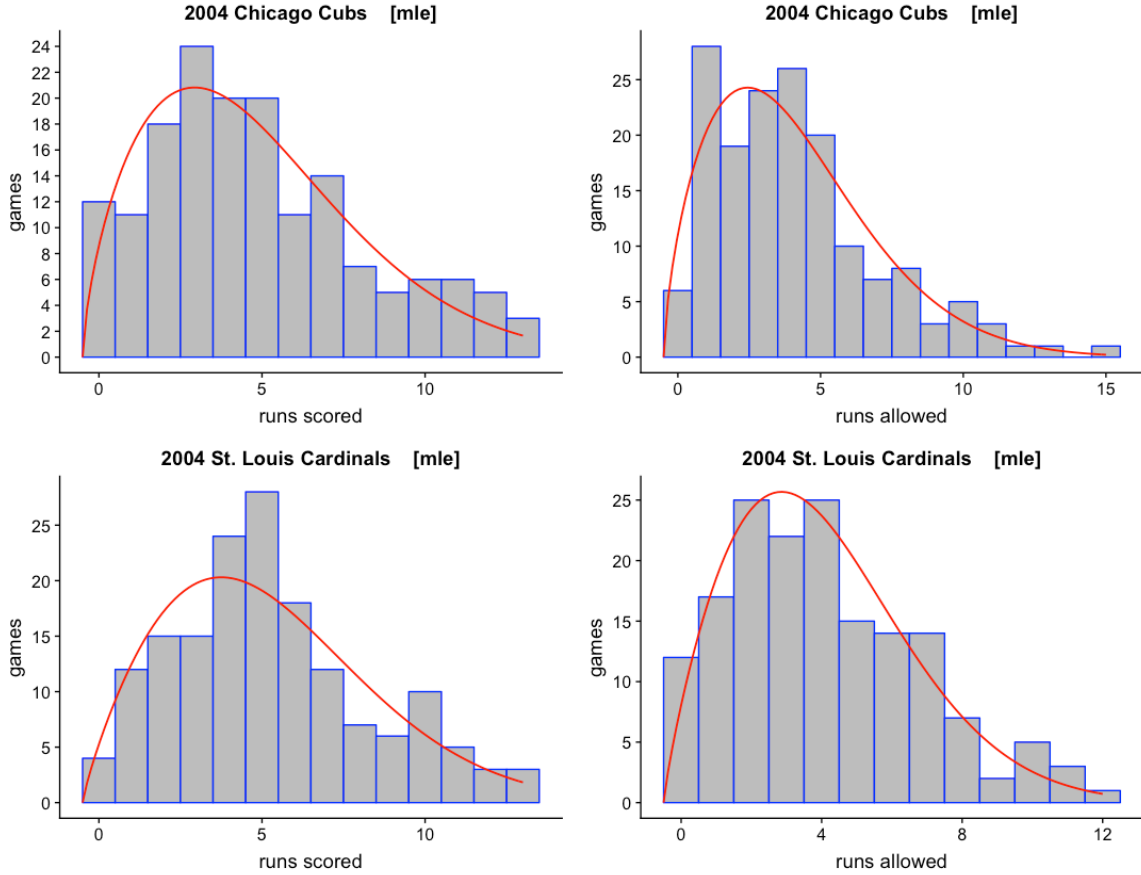 2004 Chicago Cubs [mle]
games
24
22
20
18
16
14
12
10
8
6
4
2
0
0 5 10
runs scored
2004 Chicago Cubs [mle]
games
25
20
15
10
5
0
0 5 10 15
runs allowed
2004 St. Louis Cardinals [mle]
games
25
20
15
10
5
0
0 5 10
runs scored
2004 St. Louis Cardinals [mle]
games
25
20
15
10
5
0
0 4 8 12
runs allowed